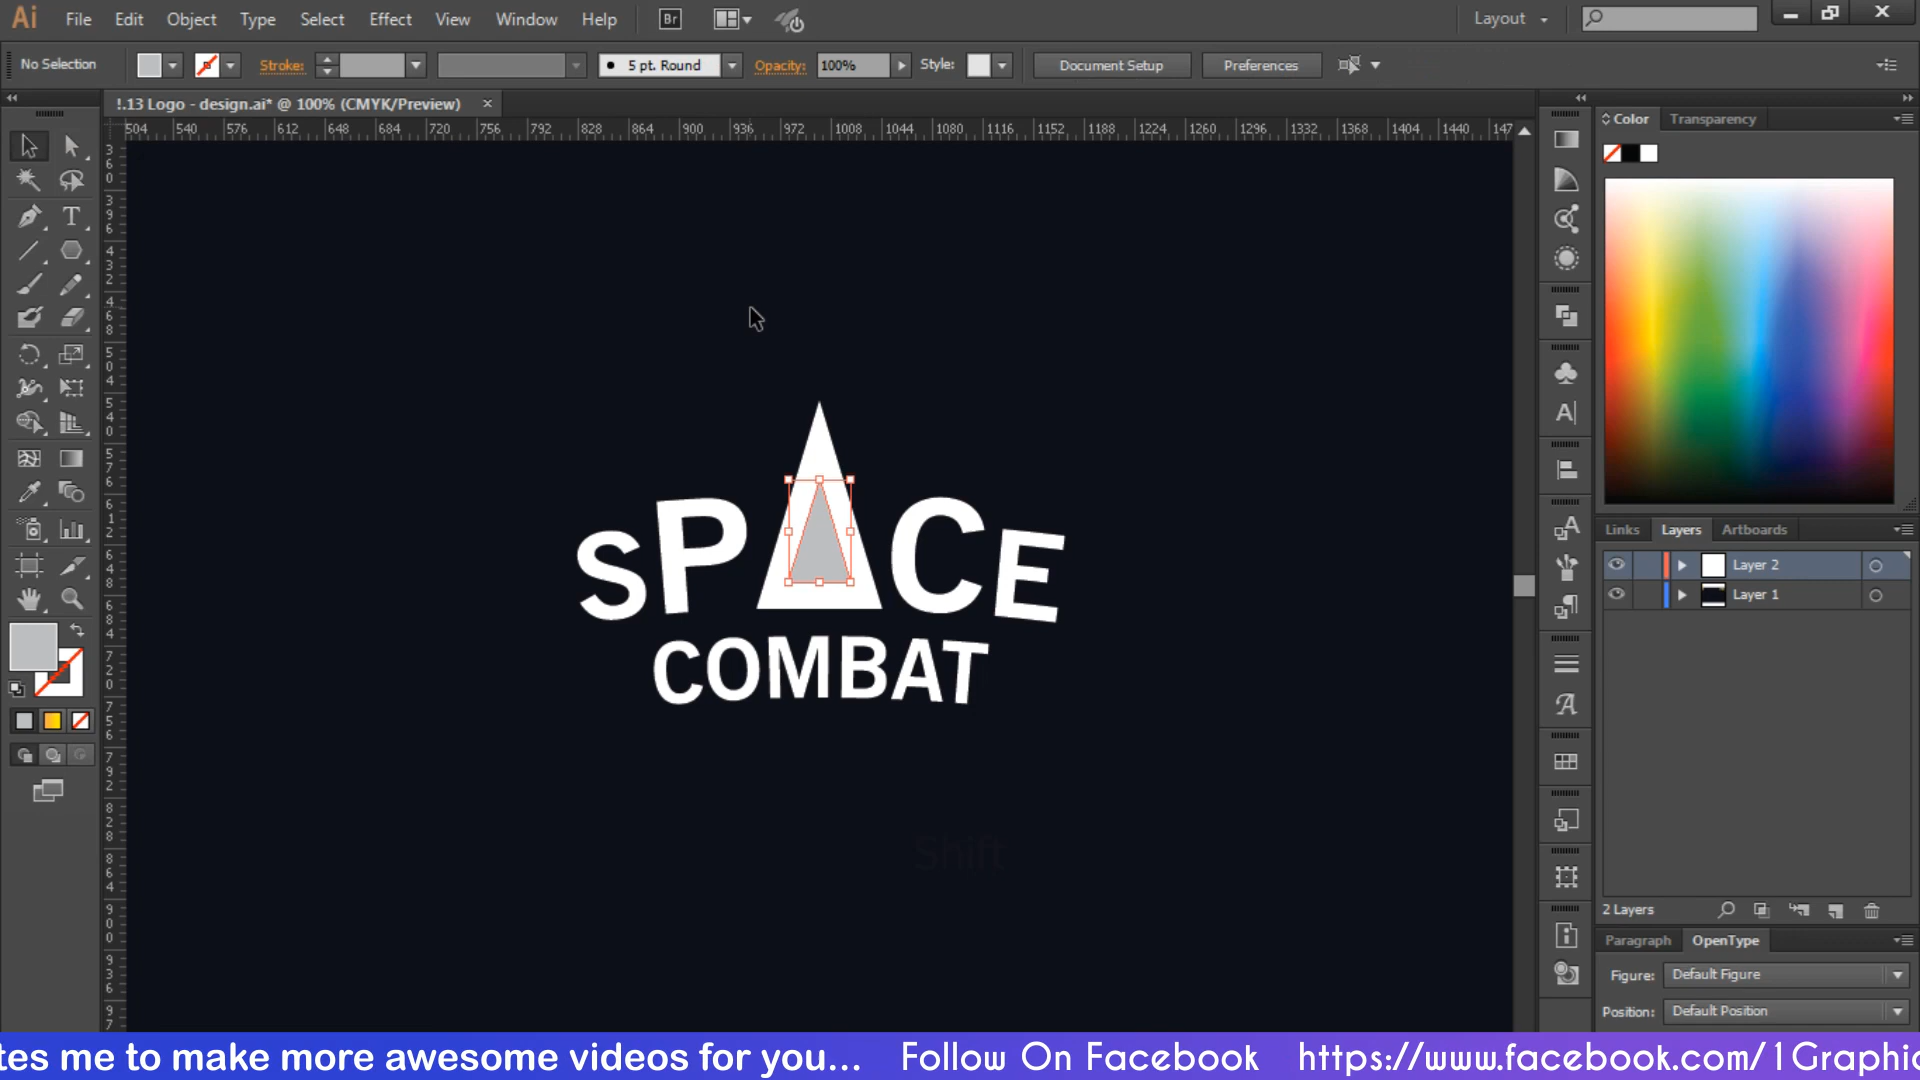 Ai File Edit Object Type Select Effect View Window Help Br Layout
No Selection Stroke: 5 pt. Round Opacity: 100% Style: Document Setup Preferences
!.13 Logo - design.ai* @ 100% (CMYK/Preview)
504 540 576 612 648 684 720 756 792 828 864 900 936 972 1008 1044 1080 1116 1152 1188 1224 1260 1296 1332 1368 1404 1440 147
Color Transparency
SPACE
COMBAT
Shift
Links Layers Artboards
Layer 2
Layer 1
2 Layers
Paragraph OpenType
Figure: Default Figure
Position: Default Position
tes me to make more awesome videos for you... Follow On Facebook https://www.facebook.com/1Graphic